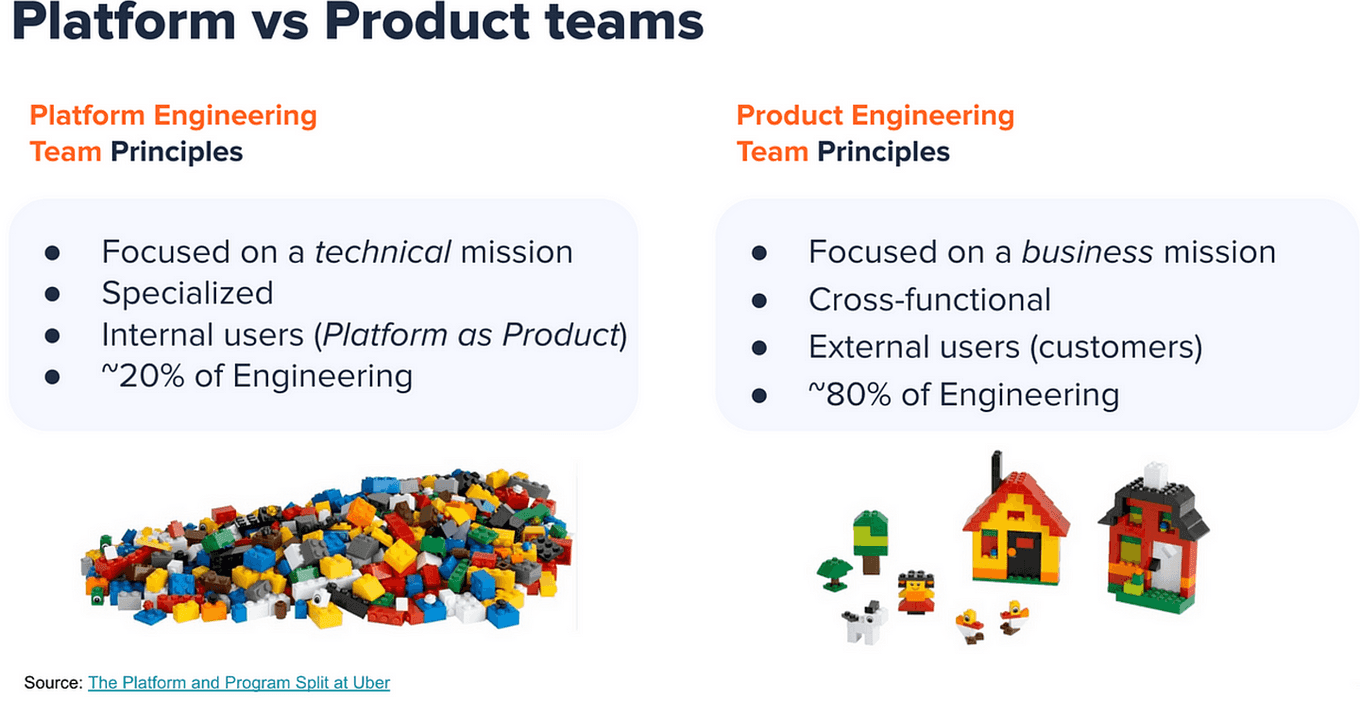 Platform vs Product teams
Platform Engineering
Team Principles
● Focused on a technical mission
● Specialized
● Internal users (Platform as Product)
● ~20% of Engineering
Product Engineering
Team Principles
● Focused on a business mission
● Cross-functional
● External users (customers)
● ~80% of Engineering
Source: The Platform and Program Split at Uber